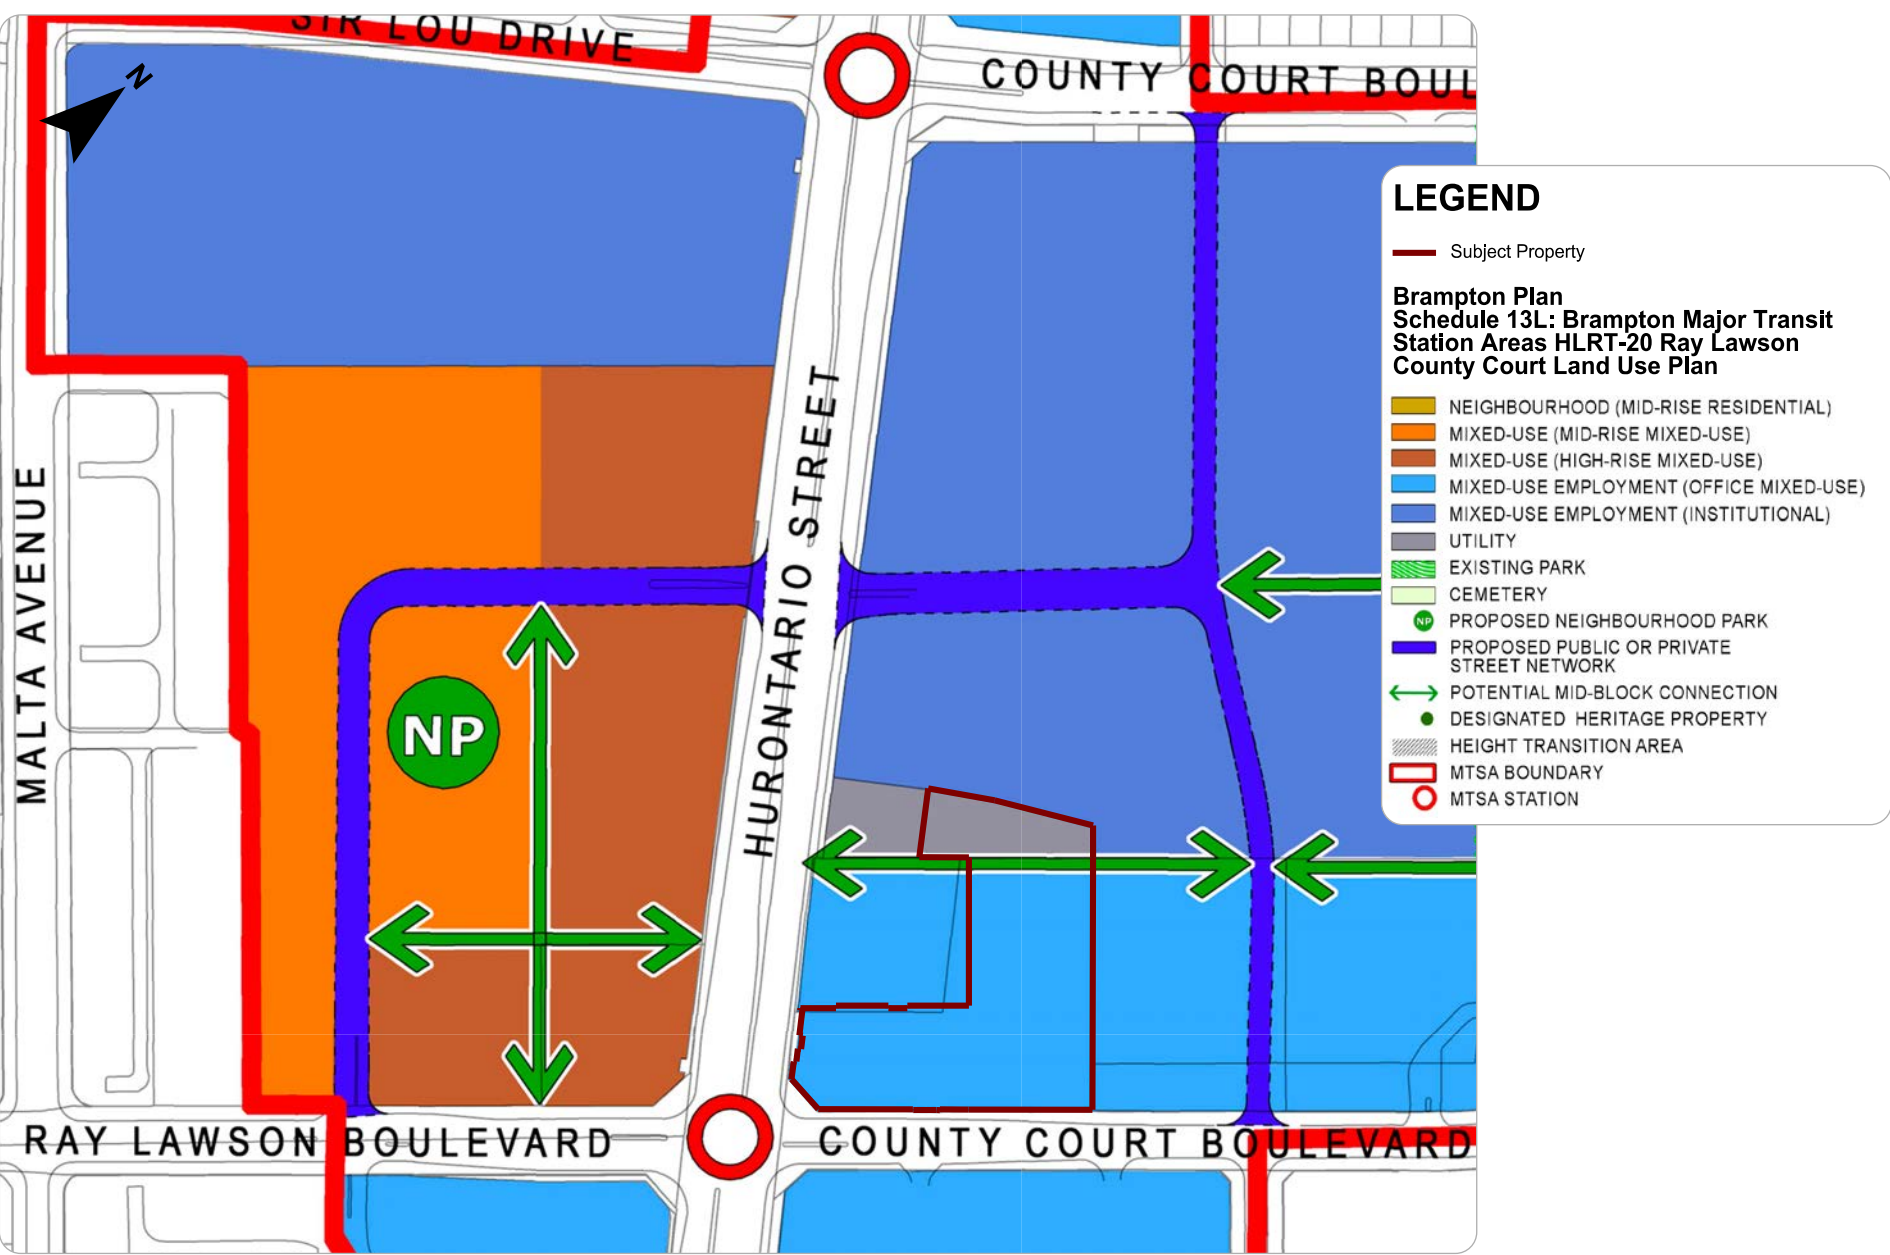 SIR LOU DRIVE
COUNTY COURT BOUL
N
MALTA AVENUE
HURONTARIO STREET
NP
RAY LAWSON BOULEVARD
COUNTY COURT BOULEVARD
LEGEND
Subject Property
Brampton Plan
Schedule 13L: Brampton Major Transit
Station Areas HLRT-20 Ray Lawson
County Court Land Use Plan
NEIGHBOURHOOD (MID-RISE RESIDENTIAL)
MIXED-USE (MID-RISE MIXED-USE)
MIXED-USE (HIGH-RISE MIXED-USE)
MIXED-USE EMPLOYMENT (OFFICE MIXED-USE)
MIXED-USE EMPLOYMENT (INSTITUTIONAL)
UTILITY
EXISTING PARK
CEMETERY
NP PROPOSED NEIGHBOURHOOD PARK
PROPOSED PUBLIC OR PRIVATE
STREET NETWORK
POTENTIAL MID-BLOCK CONNECTION
DESIGNATED HERITAGE PROPERTY
HEIGHT TRANSITION AREA
MTSA BOUNDARY
MTSA STATION